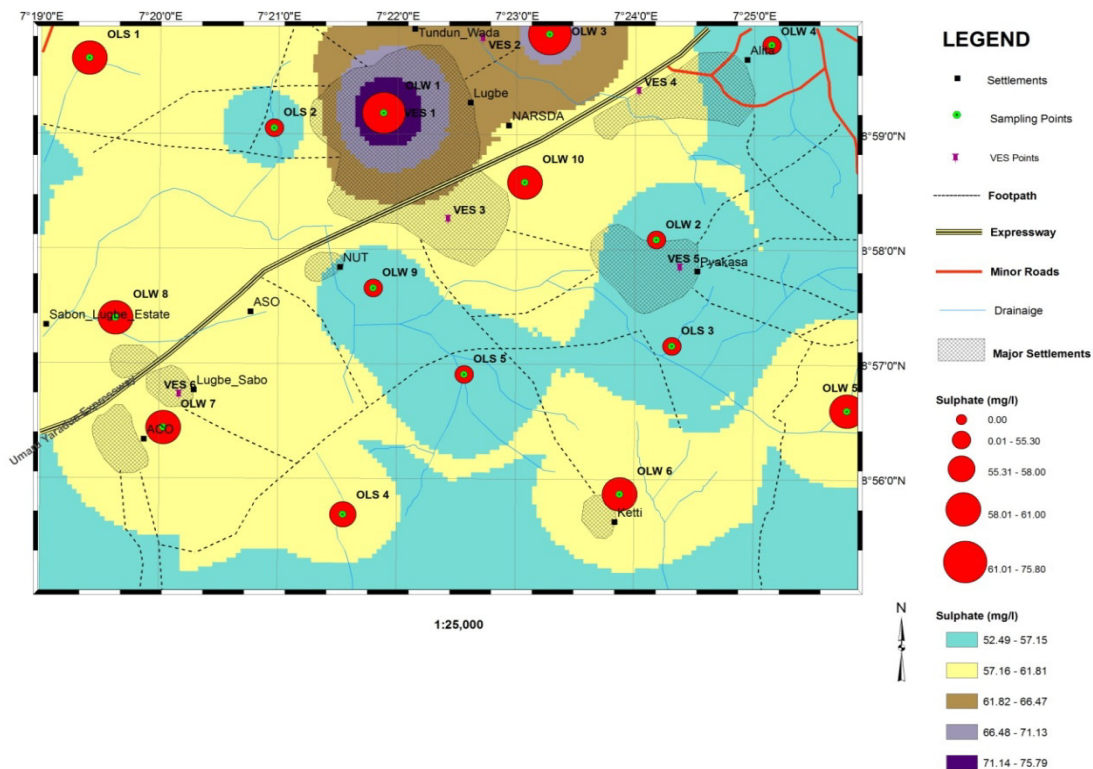 7°19'0"E 7°20'0"E 7°21'0"E 7°22'0"E 7°23'0"E 7°24'0"E 7°25'0"E
OLS 1
Tundun_Wada
VES 2
OLW 3
OLW 4
Alita
OLW 1
VES 1
Lugbe
VES 4
OLS 2
NARSDA
8°59'0"N
OLW 10
VES 3
OLW 2
8°58'0"N
NUT
VES 5
Pyakasa
OLW 9
OLW 8
Sabon_Lugbe_Estate
ASO
OLS 3
OLS 5
8°57'0"N
VES 6
Lugbe_Sabo
OLW 5
OLW 7
Umaru Yaradua Expressway
ACO
OLW 6
8°56'0"N
OLS 4
Ketti
1:25,000
N
LEGEND
Settlements
Sampling Points
VES Points
Footpath
Expressway
Minor Roads
Drainaige
Major Settlements
Sulphate (mg/l)
0.00
0.01 - 55.30
55.31 - 58.00
58.01 - 61.00
61.01 - 75.80
Sulphate (mg/l)
52.49 - 57.15
57.16 - 61.81
61.82 - 66.47
66.48 - 71.13
71.14 - 75.79